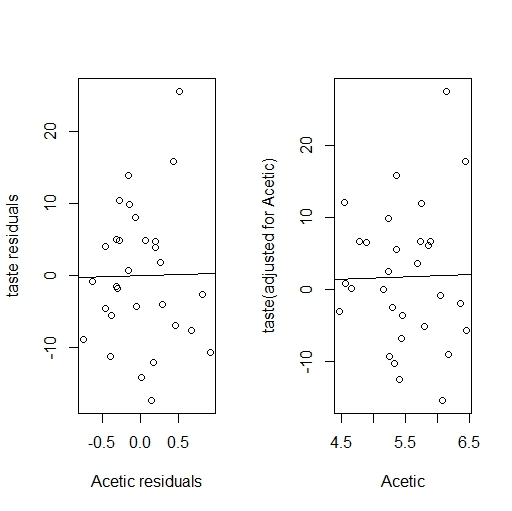 taste residuals
20
10
0
-10
-0.5 0.0 0.5
Acetic residuals
taste(adjusted for Acetic)
20
10
0
-10
4.5 5.5 6.5
Acetic